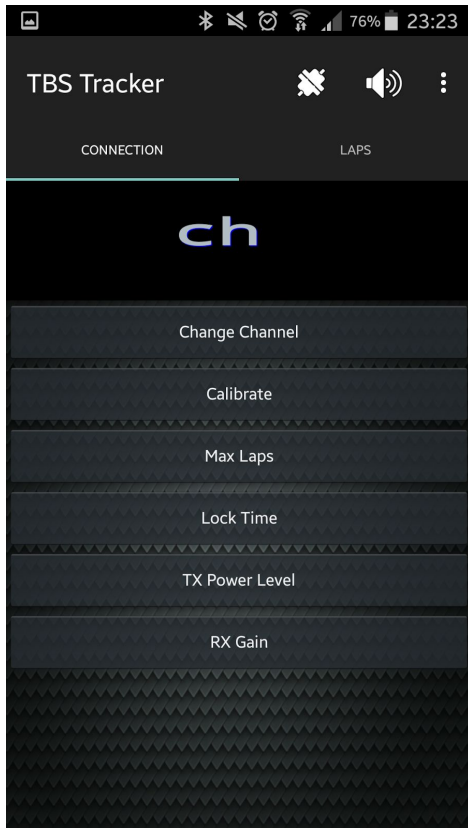 76% 23:23
TBS Tracker
CONNECTION LAPS
ch
Change Channel
Calibrate
Max Laps
Lock Time
TX Power Level
RX Gain